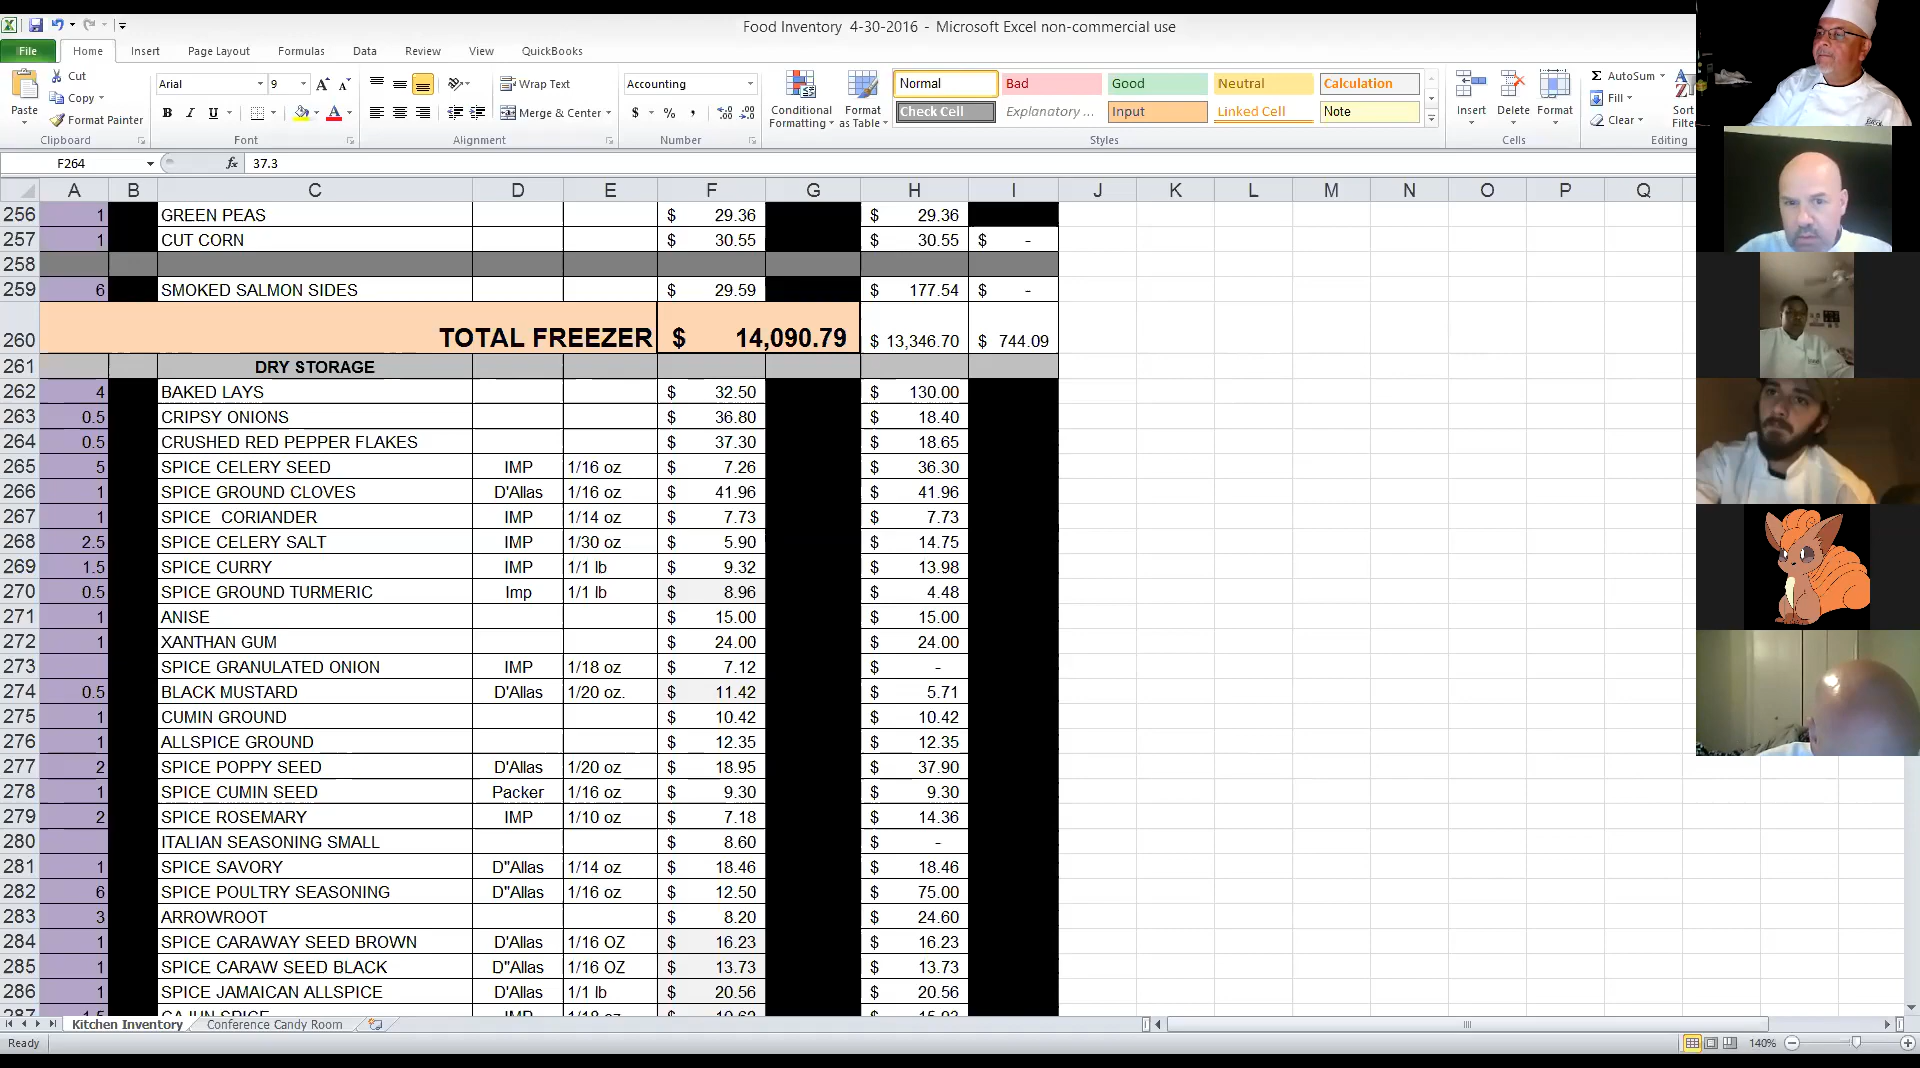 Food Inventory 4-30-2016 - Microsoft Excel non-commercial use
File Home Insert Page Layout Formulas Data Review View QuickBooks
Paste Cut Copy Format Painter Clipboard
Arial 9 A A B I U A Font
Wrap Text Merge & Center Alignment
Accounting $ % , .0 .00 .00 .0 Number
Conditional Formatting Format as Table
Normal Bad Good Neutral Calculation
Check Cell Explanatory ... Input Linked Cell Note
Styles
Insert Delete Format Cells
AutoSum Fill Clear Sort Filter Editing
F264 fx 37.3
A B C D E F G H I J K L M N O P Q
256 1 GREEN PEAS $ 29.36 $ 29.36
257 1 CUT CORN $ 30.55 $ 30.55 $ -
258
259 6 SMOKED SALMON SIDES $ 29.59 $ 177.54 $ -
260 TOTAL FREEZER $ 14,090.79 $ 13,346.70 $ 744.09
261 DRY STORAGE
262 4 BAKED LAYS $ 32.50 $ 130.00
263 0.5 CRIPSY ONIONS $ 36.80 $ 18.40
264 0.5 CRUSHED RED PEPPER FLAKES $ 37.30 $ 18.65
265 5 SPICE CELERY SEED IMP 1/16 oz $ 7.26 $ 36.30
266 1 SPICE GROUND CLOVES D'Allas 1/16 oz $ 41.96 $ 41.96
267 1 SPICE CORIANDER IMP 1/14 oz $ 7.73 $ 7.73
268 2.5 SPICE CELERY SALT IMP 1/30 oz $ 5.90 $ 14.75
269 1.5 SPICE CURRY IMP 1/1 lb $ 9.32 $ 13.98
270 0.5 SPICE GROUND TURMERIC Imp 1/1 lb $ 8.96 $ 4.48
271 1 ANISE $ 15.00 $ 15.00
272 1 XANTHAN GUM $ 24.00 $ 24.00
273 SPICE GRANULATED ONION IMP 1/18 oz $ 7.12 $ -
274 0.5 BLACK MUSTARD D'Allas 1/20 oz. $ 11.42 $ 5.71
275 1 CUMIN GROUND $ 10.42 $ 10.42
276 1 ALLSPICE GROUND $ 12.35 $ 12.35
277 2 SPICE POPPY SEED D'Allas 1/20 oz $ 18.95 $ 37.90
278 1 SPICE CUMIN SEED Packer 1/16 oz $ 9.30 $ 9.30
279 2 SPICE ROSEMARY IMP 1/10 oz $ 7.18 $ 14.36
280 ITALIAN SEASONING SMALL $ 8.60 $ -
281 1 SPICE SAVORY D"Allas 1/14 oz $ 18.46 $ 18.46
282 6 SPICE POULTRY SEASONING D"Allas 1/16 oz $ 12.50 $ 75.00
283 3 ARROWROOT $ 8.20 $ 24.60
284 1 SPICE CARAWAY SEED BROWN D'Allas 1/16 OZ $ 16.23 $ 16.23
285 1 SPICE CARAW SEED BLACK D"Allas 1/16 OZ $ 13.73 $ 13.73
286 1 SPICE JAMAICAN ALLSPICE D'Allas 1/1 lb $ 20.56 $ 20.56
287 1.5 CAJUN SPICE IMP 1/18 oz $ 10.62 $ 15.93
Kitchen Inventory Conference Candy Room
Ready 140%